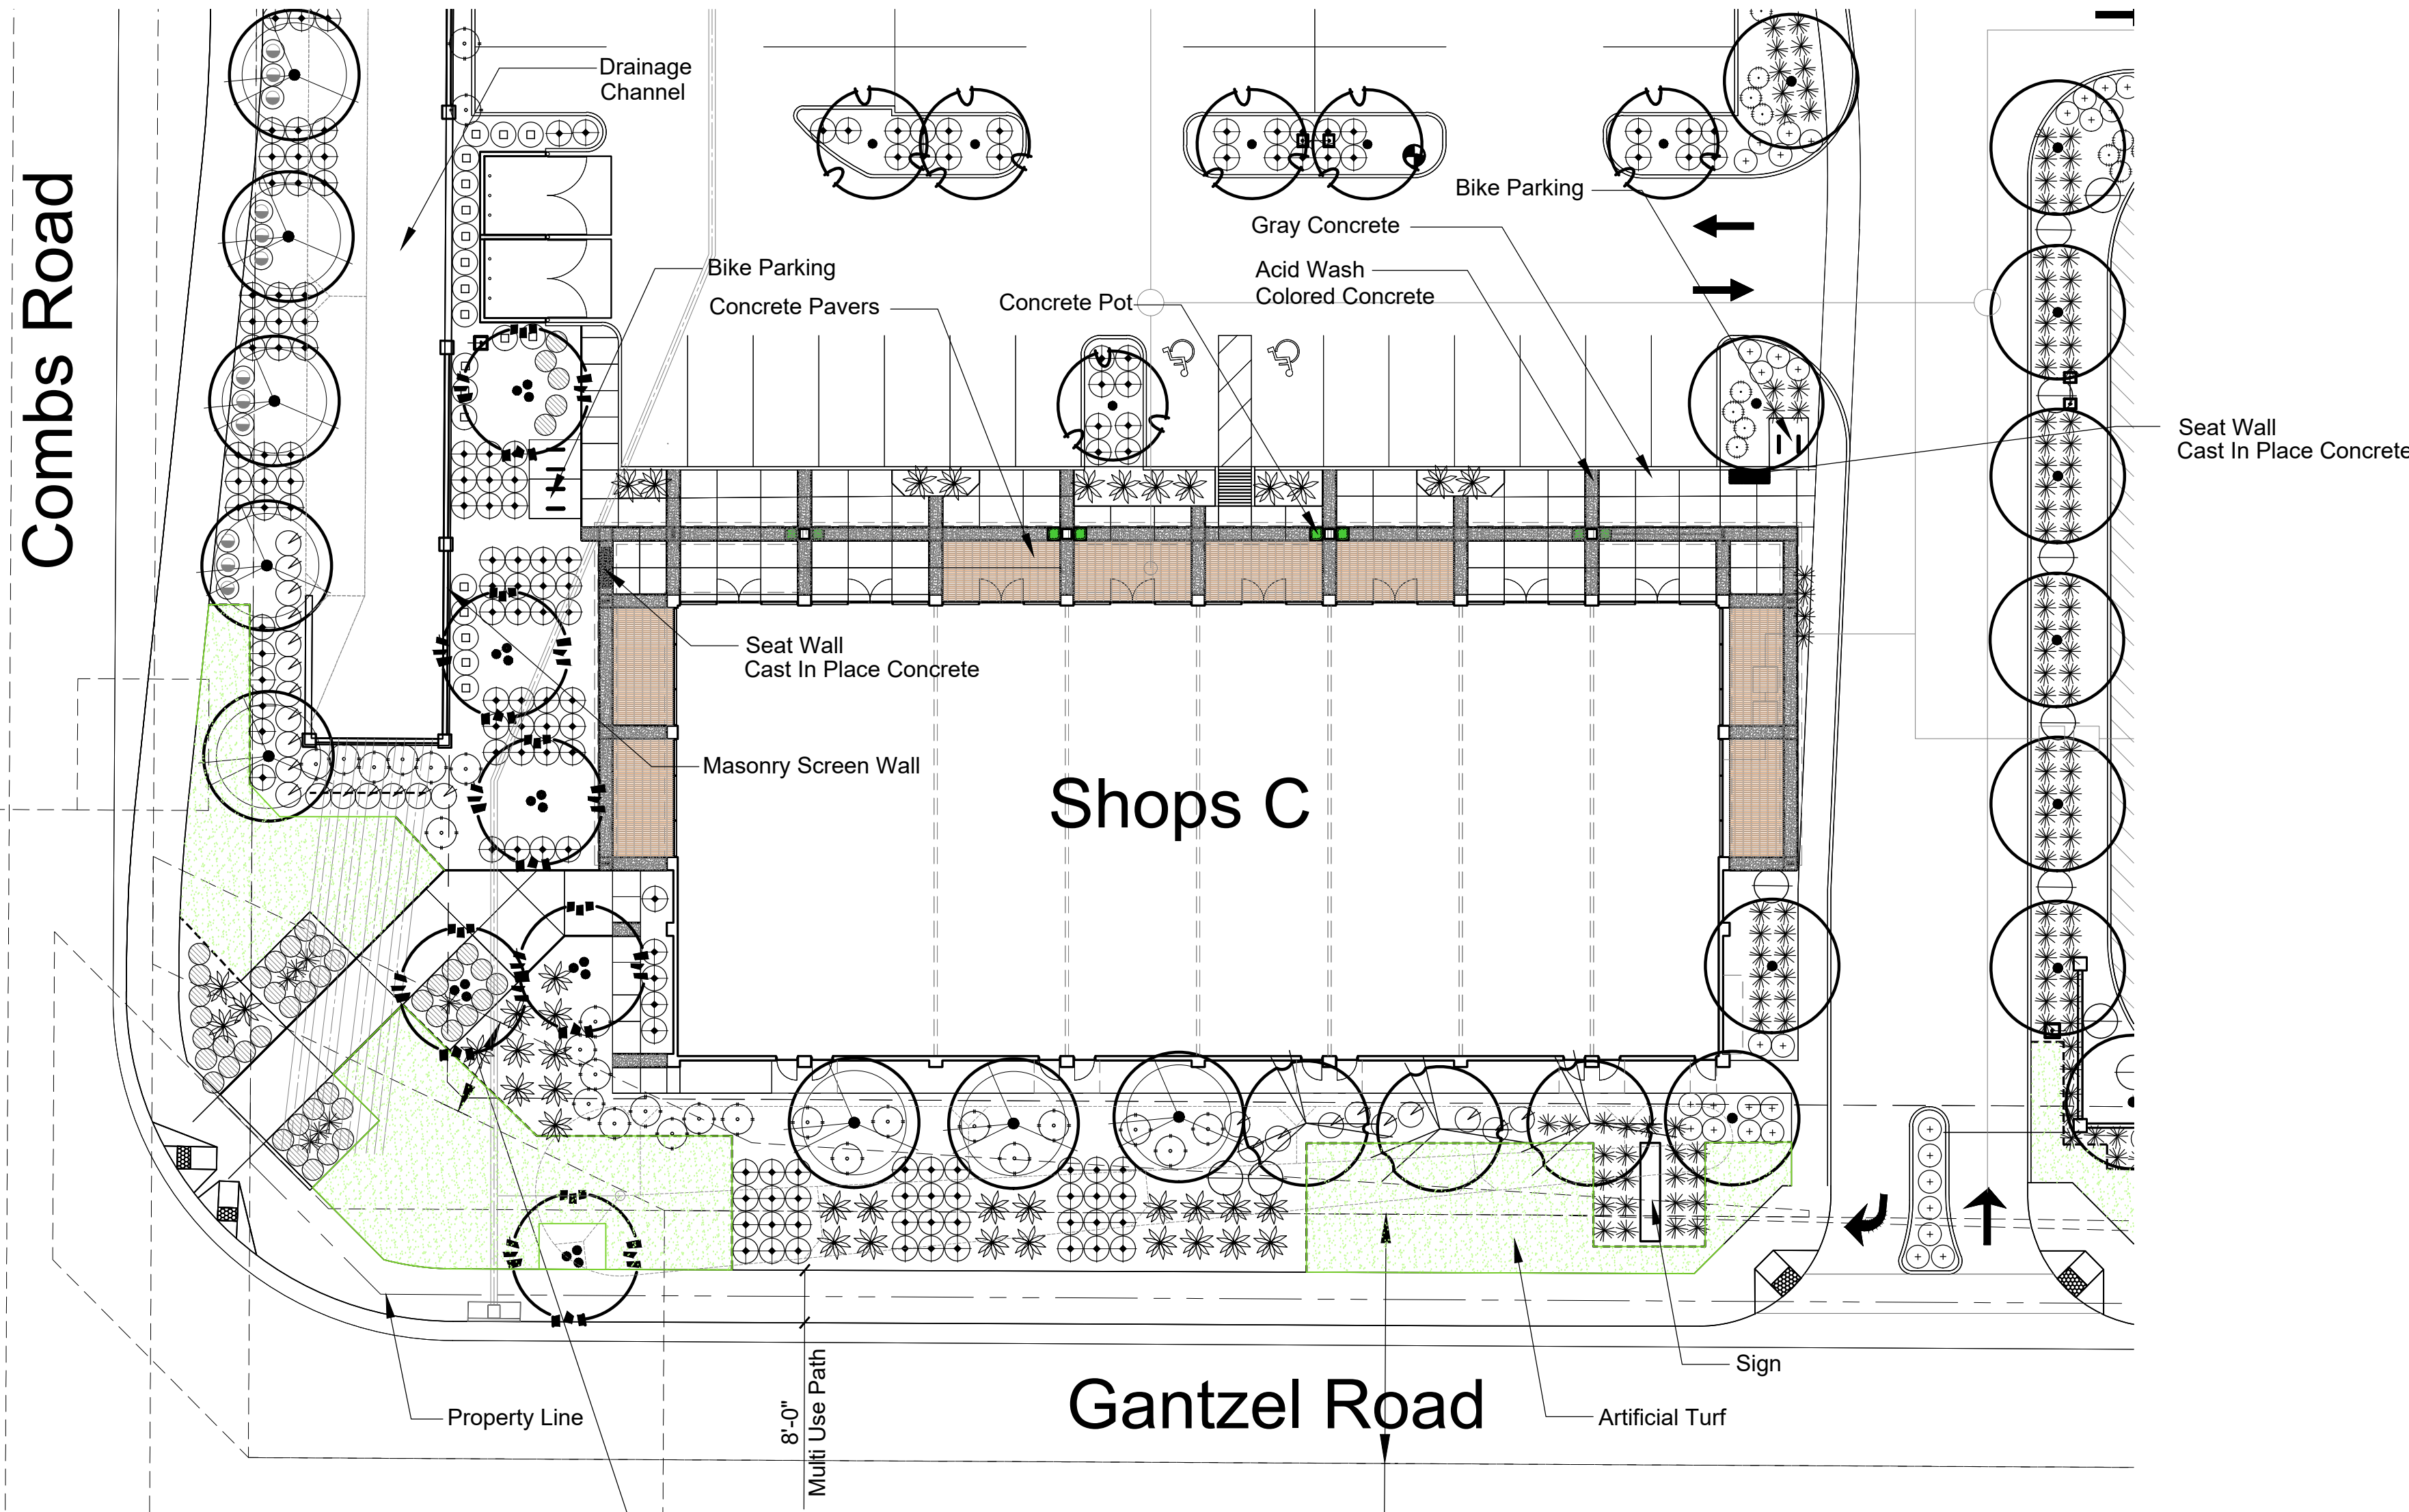 Drainage
Channel
Combs Road
Bike Parking
Gray Concrete
Bike Parking
Acid Wash
Colored Concrete
Concrete Pavers
Concrete Pot
Seat Wall
Cast In Place Concrete
Seat Wall
Cast In Place Concrete
Masonry Screen Wall
Shops C
8'-0"
Multi Use Path
Sign
Gantzel Road
Property Line
Artificial Turf